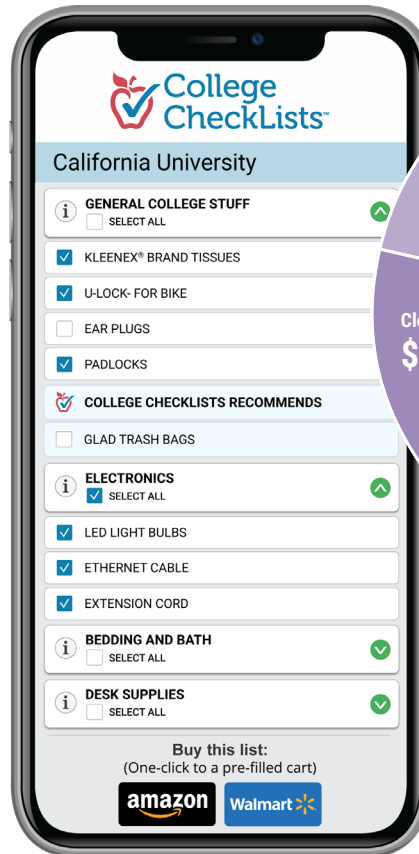 College
CheckLists™
California University
GENERAL COLLEGE STUFF
SELECT ALL
KLEENEX® BRAND TISSUES
U-LOCK- FOR BIKE
EAR PLUGS
PADLOCKS
COLLEGE CHECKLISTS RECOMMENDS
GLAD TRASH BAGS
ELECTRONICS
SELECT ALL
LED LIGHT BULBS
ETHERNET CABLE
EXTENSION CORD
BEDDING AND BATH
SELECT ALL
DESK SUPPLIES
SELECT ALL
Buy this list:
(One-click to a pre-filled cart)
amazon
Walmart
$